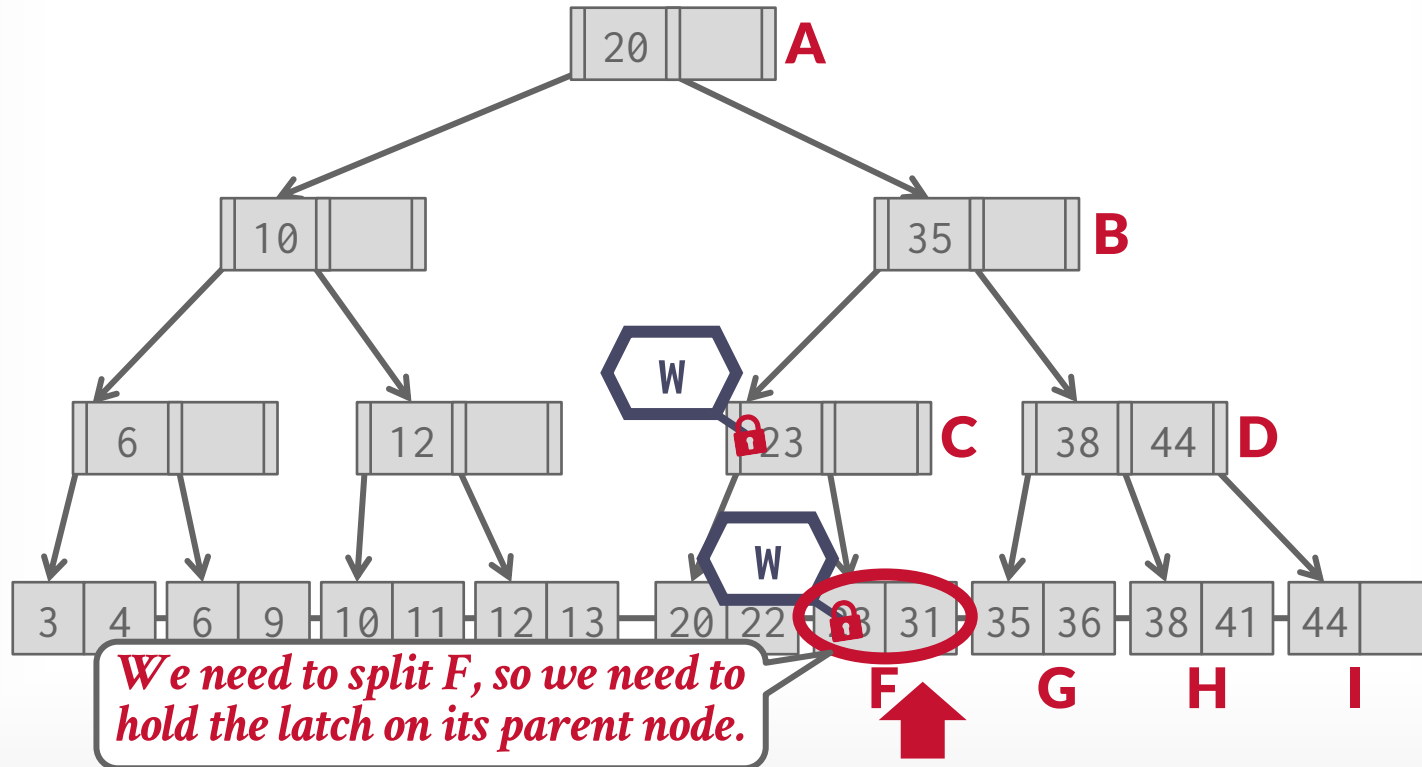 20 A
10 35 B
W
6 12 23 C 38 44 D
W
3 4 6 9 10 11 12 13 20 22 23 31 35 36 38 41 44
We need to split F, so we need to
hold the latch on its parent node.
F G H I